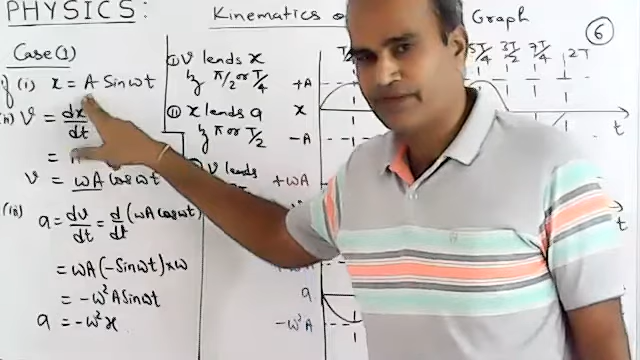 PHYSICS:
Kinematics o
Graph
6
Case(1)
If (i) x = A Sinωt
(ii) V = dx/dt
=
v = ωA cosωt
(iii) a = dv/dt = d/dt (ωA cosωt)
= ωA(-Sinωt)×ω
= -ω²A Sinωt
a = -ω²x
(i) V leads x
by π/2 or T/4
(ii) x leads a
by π or T/2
V leads
T/
5T/4
3T/2
7T/4
2T
+A
x
-A
t
+ωA
t
a
-ω²A
t